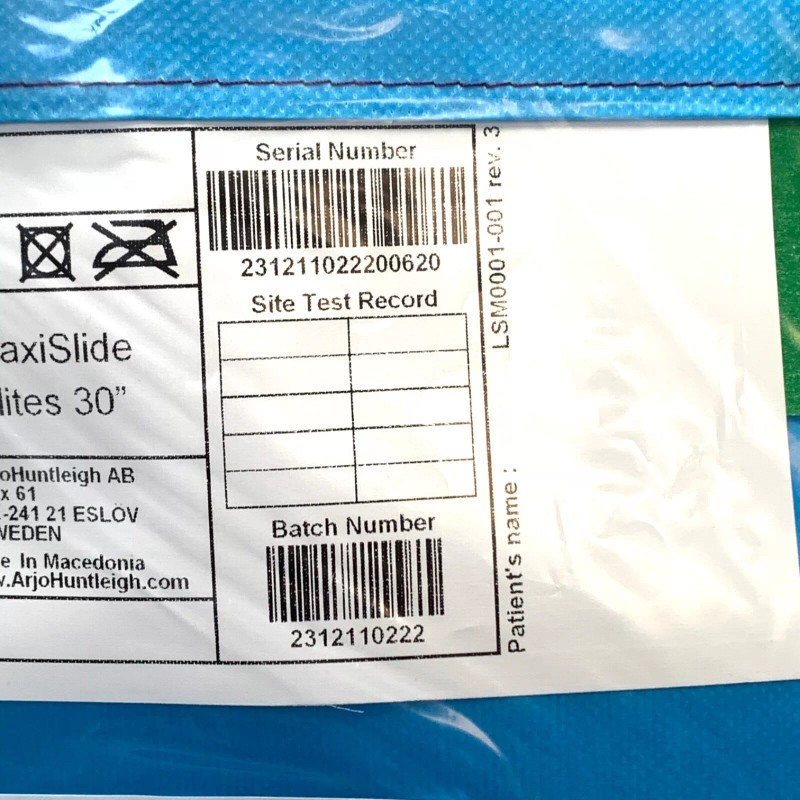 Serial Number
231211022200620
Site Test Record
axiSlide
lites 30”
oHuntleigh AB
x 61
-241 21 ESLÖV
WEDEN
e In Macedonia
w.ArjoHuntleigh.com
Batch Number
2312110222
LSM0001-001 rev. 3
Patient's name :